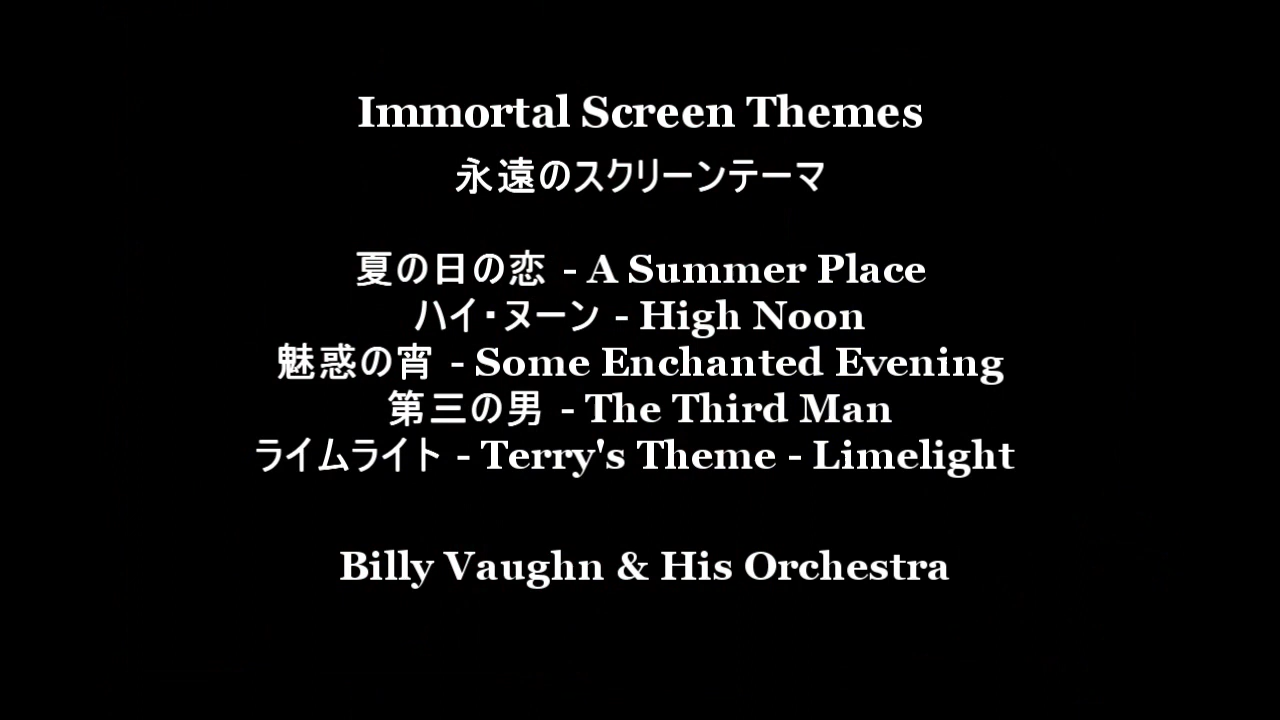 Immortal Screen Themes
永遠のスクリーンテーマ
夏の日の恋 - A Summer Place
ハイ・ヌーン - High Noon
魅惑の宵 - Some Enchanted Evening
第三の男 - The Third Man
ライムライト - Terry's Theme - Limelight
Billy Vaughn & His Orchestra